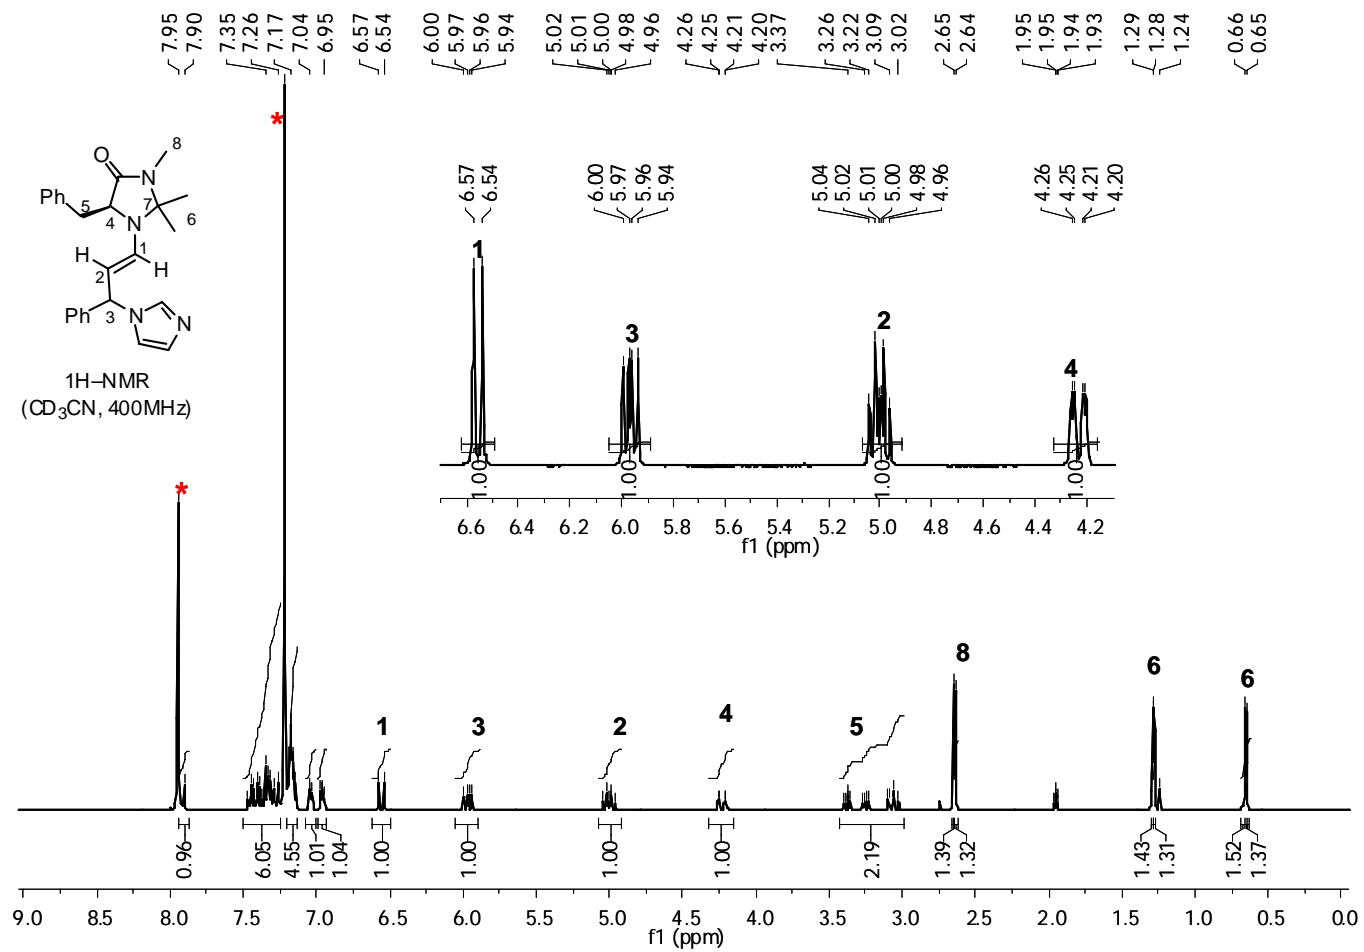 7.95 7.90 7.35 7.26 7.17 7.04 6.95 6.57 6.54 6.00 5.97 5.96 5.94 5.02 5.01 5.00 4.98 4.96 4.26 4.25 4.21 4.20 3.37 3.26 3.22 3.09 3.02 2.65 2.64 1.95 1.95 1.94 1.93 1.29 1.28 1.24 0.66 0.65
*
8
O
N
Ph
5
7
4
6
N
H
1
2
H
Ph
3
N
N
1H–NMR
(CD3CN, 400MHz)
6.57 6.54 6.00 5.97 5.96 5.94 5.04 5.02 5.01 5.00 4.98 4.96 4.26 4.25 4.21 4.20
1
3
2
4
1.00 1.00 1.00 1.00
6.6 6.4 6.2 6.0 5.8 5.6 5.4 5.2 5.0 4.8 4.6 4.4 4.2
f1 (ppm)
*
1 3 2 4 5 8 6 6
0.96 6.05 4.55 1.01 1.04 1.00 1.00 1.00 1.00 2.19 1.39 1.32 1.43 1.31 1.52 1.37
9.0 8.5 8.0 7.5 7.0 6.5 6.0 5.5 5.0 4.5 4.0 3.5 3.0 2.5 2.0 1.5 1.0 0.5 0.0
f1 (ppm)